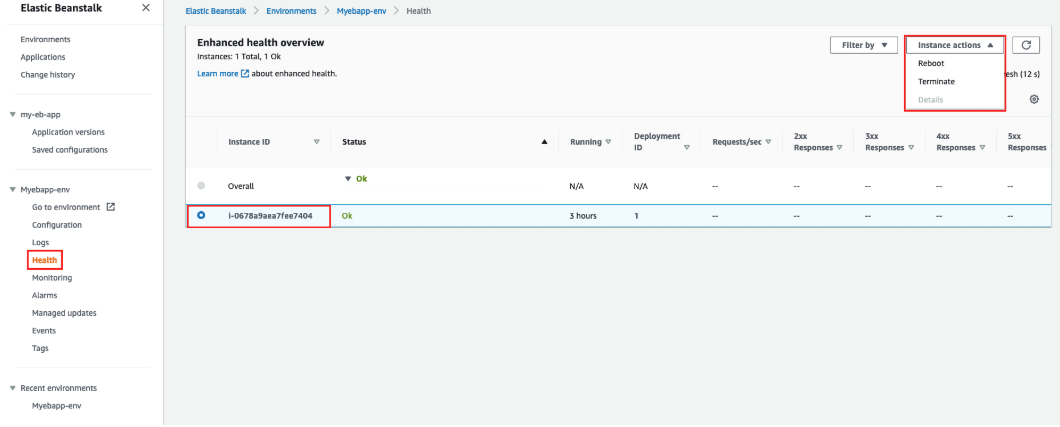 Elastic Beanstalk
Environments
Applications
Change history
my-eb-app
Application versions
Saved configurations
Myebapp-env
Go to environment
Configuration
Logs
Health
Monitoring
Alarms
Managed updates
Events
Tags
Recent environments
Myebapp-env
Elastic Beanstalk > Environments > Myebapp-env > Health
Enhanced health overview
Instances: 1 Total, 1 Ok
Learn more about enhanced health.
Filter by
Instance actions
Reboot
Terminate
Details
esh (12 s)
Instance ID Status Running Deployment ID Requests/sec 2xx Responses 3xx Responses 4xx Responses 5xx Responses
Overall Ok N/A N/A -- -- -- -- --
i-0678a9aea7fee7404 Ok 3 hours 1 -- -- -- -- --